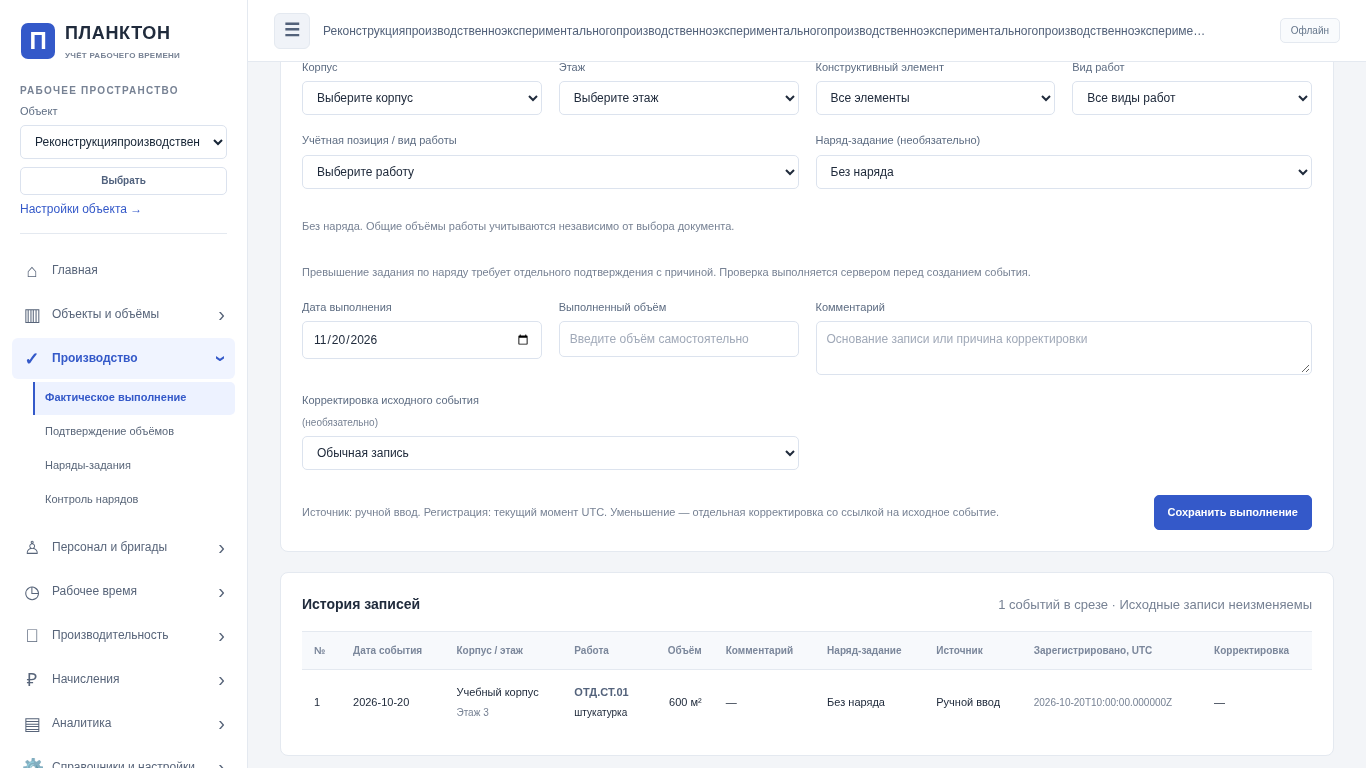 П
ПЛАНКТОН
УЧЁТ РАБОЧЕГО ВРЕМЕНИ
РАБОЧЕЕ ПРОСТРАНСТВО
Объект
Реконструкцияпроизводствен
Выбрать
Настройки объекта →
Главная
Объекты и объёмы
Производство
Фактическое выполнение
Подтверждение объёмов
Наряды-задания
Контроль нарядов
Персонал и бригады
Рабочее время
Производительность
Начисления
Аналитика
Справочники и настройки
Реконструкцияпроизводственноэкспериментальногопроизводственноэкспериментальногопроизводственноэкспериментальногопроизводственноэкспериме…
Офлайн
Корпус
Этаж
Конструктивный элемент
Вид работ
Выберите корпус
Выберите этаж
Все элементы
Все виды работ
Учётная позиция / вид работы
Наряд-задание (необязательно)
Выберите работу
Без наряда
Без наряда. Общие объёмы работы учитываются независимо от выбора документа.
Превышение задания по наряду требует отдельного подтверждения с причиной. Проверка выполняется сервером перед созданием события.
Дата выполнения
Выполненный объём
Комментарий
11/20/2026
Введите объём самостоятельно
Основание записи или причина корректировки
Корректировка исходного события
(необязательно)
Обычная запись
Источник: ручной ввод. Регистрация: текущий момент UTC. Уменьшение — отдельная корректировка со ссылкой на исходное событие.
Сохранить выполнение
История записей
1 событий в срезе · Исходные записи неизменяемы
№ Дата события Корпус / этаж Работа Объём Комментарий Наряд-задание Источник Зарегистрировано, UTC Корректировка
1 2026-10-20 Учебный корпус ОТД.СТ.01 600 м² — Без наряда Ручной ввод 2026-10-20T10:00:00.000000Z —
Этаж 3 штукатурка